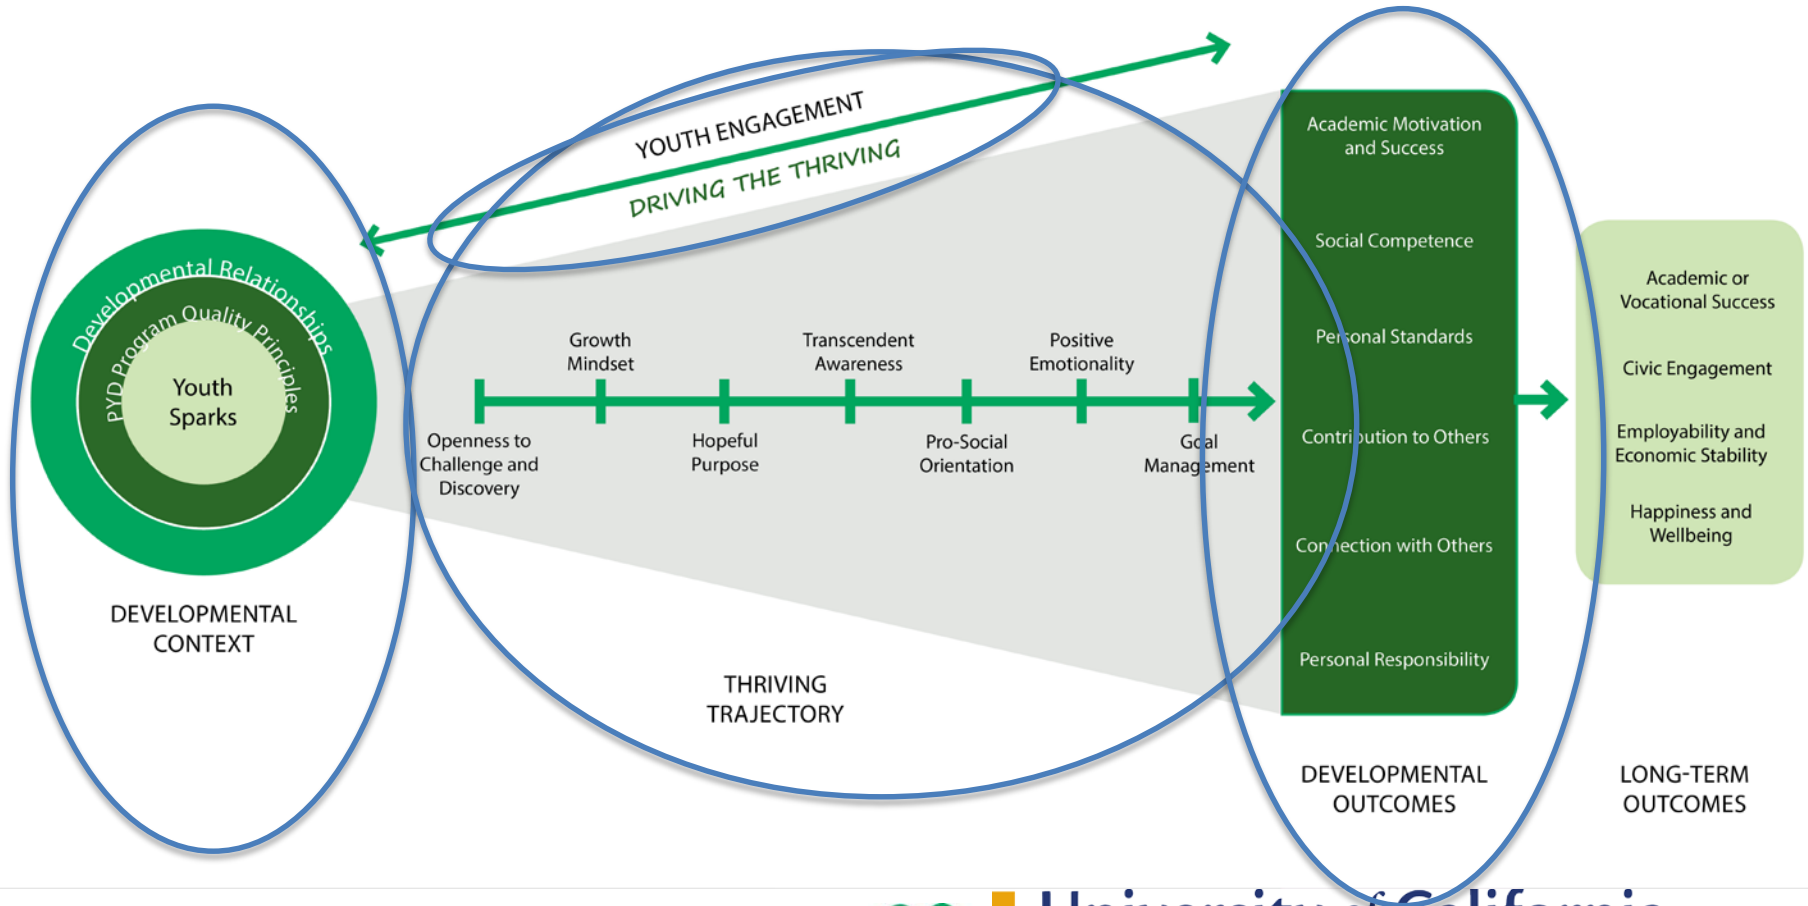 YOUTH ENGAGEMENT
DRIVING THE THRIVING
Developmental Relationships
PYD Program Quality Principles
Youth
Sparks
DEVELOPMENTAL
CONTEXT
Growth
Mindset
Transcendent
Awareness
Positive
Emotionality
Openness to
Challenge and
Discovery
Hopeful
Purpose
Pro-Social
Orientation
Goal
Management
THRIVING
TRAJECTORY
Academic Motivation
and Success
Social Competence
Personal Standards
Contribution to Others
Connection with Others
Personal Responsibility
DEVELOPMENTAL
OUTCOMES
Academic or
Vocational Success
Civic Engagement
Employability and
Economic Stability
Happiness and
Wellbeing
LONG-TERM
OUTCOMES
University of California